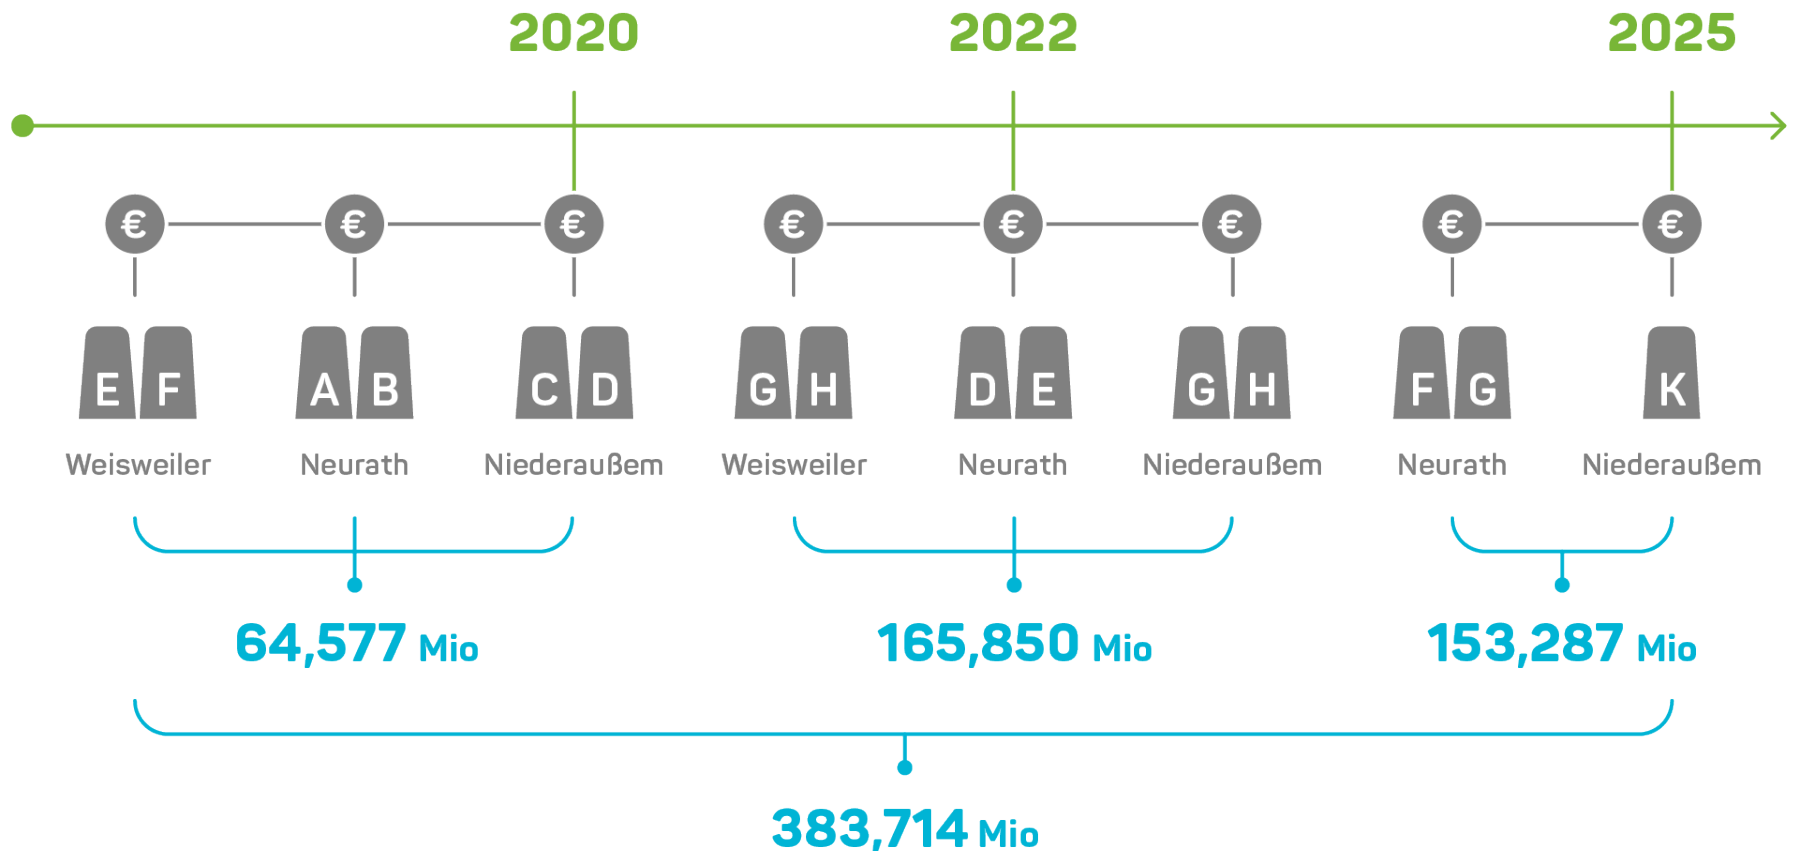 2020 2022 2025
€ € € € € € € €
E F A B C D G H D E G H F G K
Weisweiler Neurath Niederaußem Weisweiler Neurath Niederaußem Neurath Niederaußem
64,577 Mio 165,850 Mio 153,287 Mio
383,714 Mio